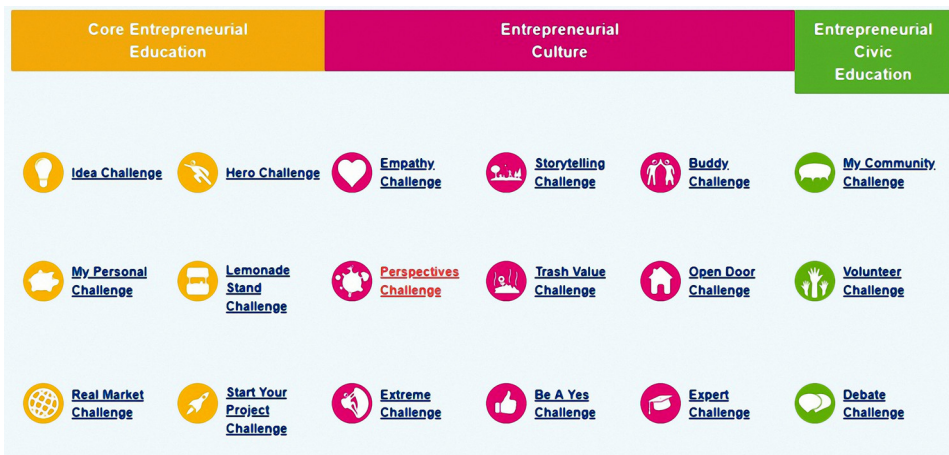 Core Entrepreneurial
Education
Entrepreneurial
Culture
Entrepreneurial
Civic
Education
Idea Challenge
Hero Challenge
Empathy
Challenge
Storytelling
Challenge
Buddy
Challenge
My Community
Challenge
My Personal
Challenge
Lemonade
Stand
Challenge
Perspectives
Challenge
Trash Value
Challenge
Open Door
Challenge
Volunteer
Challenge
Real Market
Challenge
Start Your
Project
Challenge
Extreme
Challenge
Be A Yes
Challenge
Expert
Challenge
Debate
Challenge